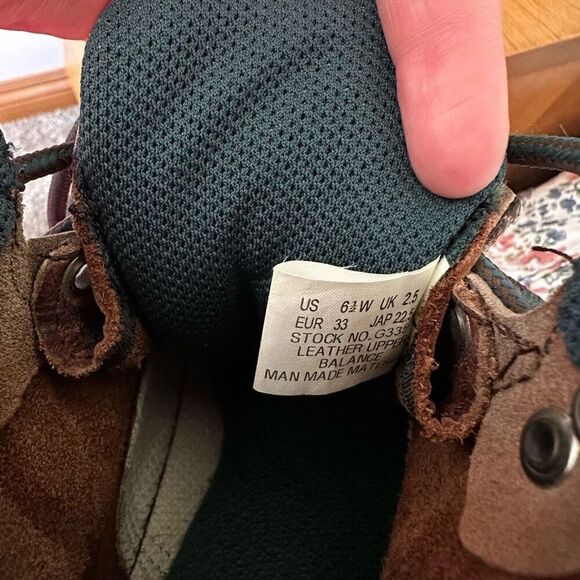 US 6½W UK 2.5
EUR 33 JAP 22.5
STOCK NO.
LEATHER UPPER
BALANCE
MAN MADE